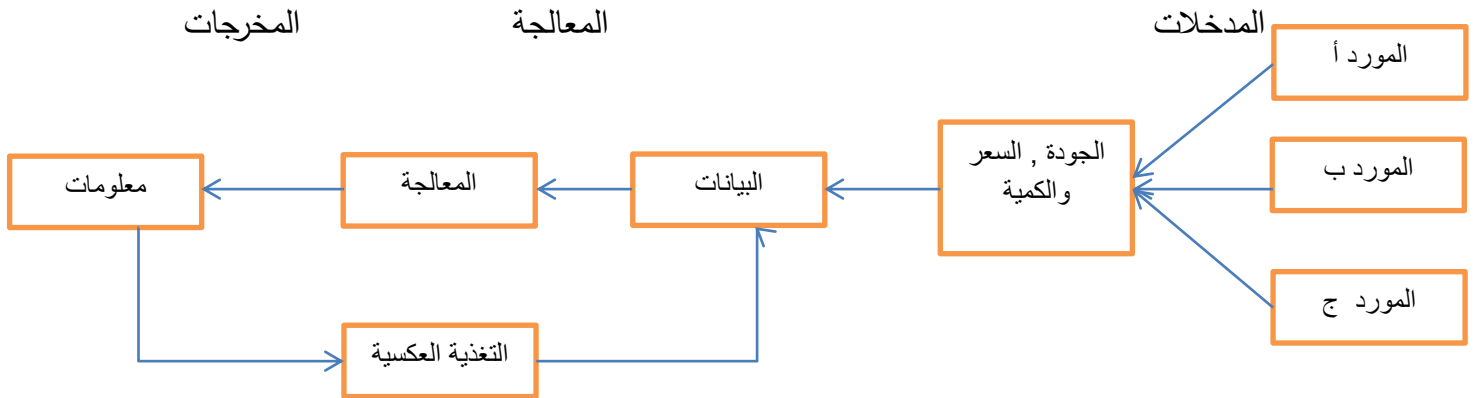 المدخلات
المعالجة
المخرجات
المورد أ
المورد ب
المورد ج
الجودة , السعر
والكمية
البيانات
المعالجة
معلومات
التغذية العكسية